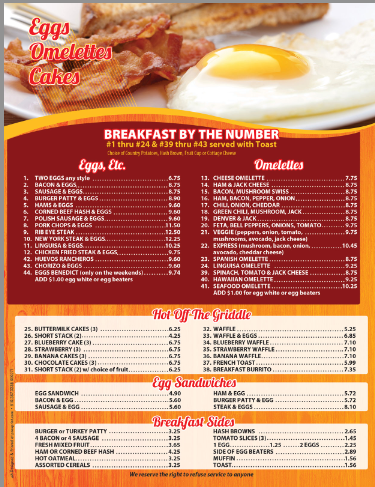 Eggs
Omelettes
Cakes
BREAKFAST BY THE NUMBER
#1 thru #24 & #39 thru #43 served with Toast
Choice of Country Potatoes, Hash Brown, Fruit Cup or Cottage Cheese
Eggs, Etc.
1. TWO EGGS any style 6.75
2. BACON & EGGS 8.75
3. SAUSAGE & EGGS 8.75
4. BURGER PATTY & EGGS 8.90
5. HAM & EGGS 9.60
6. CORNED BEEF HASH & EGGS 9.60
7. POLISH SAUSAGE & EGGS 9.60
8. PORK CHOPS & EGGS 11.50
9. RIB EYE STEAK 12.50
10. NEW YORK STEAK & EGGS 12.25
11. LINGUISA & EGGS 10.25
12. CHICKEN FRIED STEAK & EGGS 9.75
42. HUEVOS RANCHEROS 9.60
43. CHORIZO & EGGS 9.60
44. EGGS BENEDICT (only on the weekends) 9.74
ADD $1.00 egg white or egg beaters
Omelettes
13. CHEESE OMELETTE 7.75
14. HAM & JACK CHEESE 8.75
15. BACON, MUSHROOM SWISS 8.75
16. HAM, BACON, PEPPER, ONION 8.75
17. CHILI, ONION, CHEDDAR 8.75
18. GREEN CHILI MUSHROOM, JACK 8.75
19. DENVER & JACK 8.75
20. FETA, BELL PEPPERS, ONIONS, TOMATO 9.75
21. VEGGIE (peppers, onion, tomato, 9.75
mushrooms, avocado, jack cheese)
22. EXPRESS (mushroom, bacon, onion, 10.45
avocado, cheddar cheese)
23. SPANISH OMELETTE 8.75
24. LINGUISA OMELETTE 9.25
39. SPINACH, TOMATO & JACK CHEESE 8.75
40. HAWAIIAN OMELETTE 9.25
41. SEAFOOD OMELETTE 10.25
ADD $1.00 for egg white or egg beaters
Hot Off The Griddle
25. BUTTERMILK CAKES (3) 6.25
26. SHORT STACK (2) 4.25
27. BLUEBERRY CAKE (3) 6.75
28. STRAWBERRY (3) 6.75
29. BANANA CAKES (3) 6.75
30. CHOCOLATE CAKES (3) 6.75
31. SHORT STACK (2) w/ choice of fruit 6.25
32. WAFFLE 5.25
33. WAFFLE & EGGS 6.85
34. BLUEBERRY WAFFLE 7.10
35. STRAWBERRY WAFFLE 7.10
36. BANANA WAFFLE 7.10
37. FRENCH TOAST 5.99
38. BREAKFAST BURRITO 7.35
Egg Sandwiches
EGG SANDWICH 4.90
BACON & EGG 5.60
SAUSAGE & EGG 5.60
HAM & EGG 5.72
BURGER PATTY & EGG 5.72
STEAK & EGGS 8.10
Breakfast Sides
BURGER or TURKEY PATTY 3.25
4 BACON or 4 SAUSAGE 3.25
FRESH MIXED FRUIT 3.65
HAM OR CORNED BEEF HASH 4.25
HOT OATMEAL 3.25
ASSORTED CEREALS 3.25
HASH BROWNS 2.65
TOMATO SLICES (3) 1.45
1 EGG 1.25 2 EGGS 2.25
SIDE OF EGG BEATERS 2.89
MUFFIN 1.56
TOAST 1.56
We reserve the right to refuse service to anyone